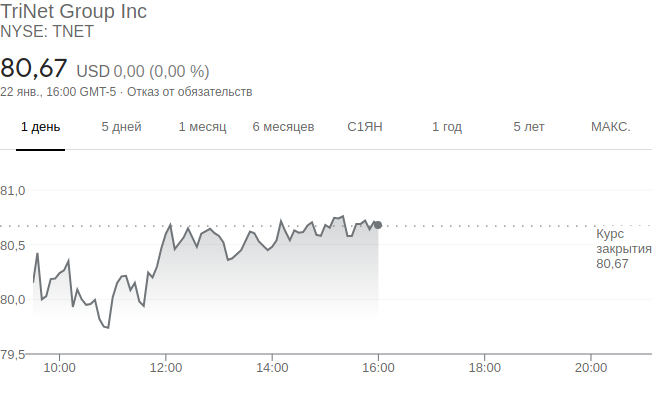 TriNet Group Inc
NYSE: TNET
80,67 USD 0,00 (0,00 %)
22 янв., 16:00 GMT-5 · Отказ от обязательств
1 день 5 дней 1 месяц 6 месяцев С1ЯН 1 год 5 лет МАКС.
81,0
80,5
80,0
79,5
Курс
закрытия
80,67
10:00 12:00 14:00 16:00 18:00 20:00